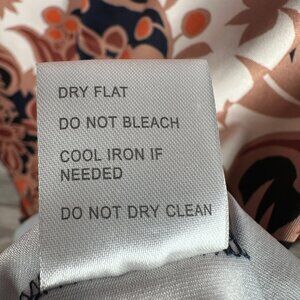 DRY FLAT
DO NOT BLEACH
COOL IRON IF
NEEDED
DO NOT DRY CLEAN